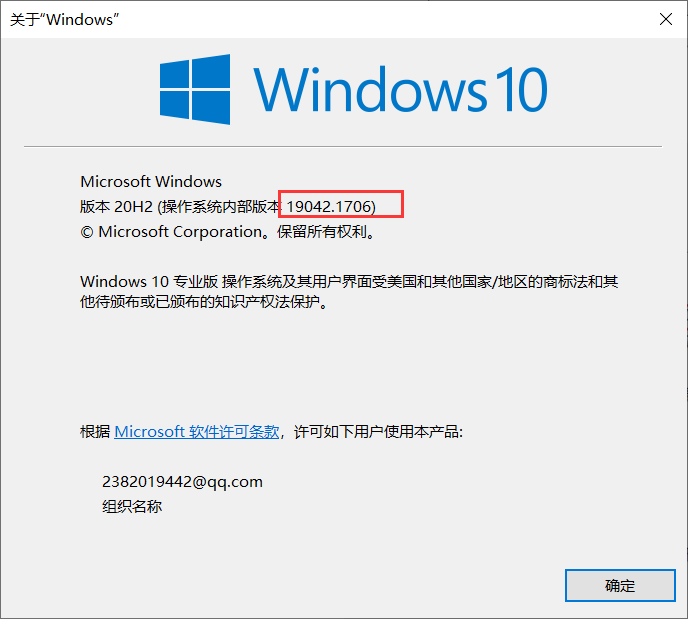 关于“Windows”
Windows 10
Microsoft Windows
版本 20H2 (操作系统内部版本 19042.1706)
© Microsoft Corporation。保留所有权利。
Windows 10 专业版 操作系统及其用户界面受美国和其他国家/地区的商标法和其
他待颁布或已颁布的知识产权法保护。
根据 Microsoft 软件许可条款，许可如下用户使用本产品:
2382019442@qq.com
组织名称
确定